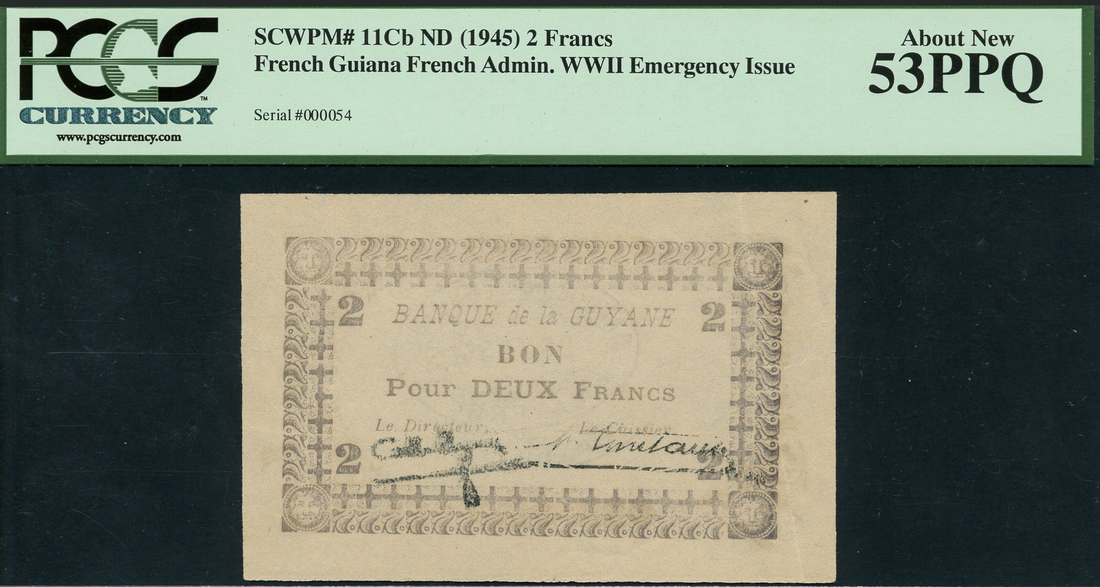 PCGS
CURRENCY
TM
www.pcgscurrency.com
SCWPM# 11Cb ND (1945) 2 Francs
French Guiana French Admin. WWII Emergency Issue
Serial #000054
About New
53PPQ
2 BANQUE de la GUYANE 2
BON
Pour DEUX FRANCS
Le Directeur, Le Caissier
2 2